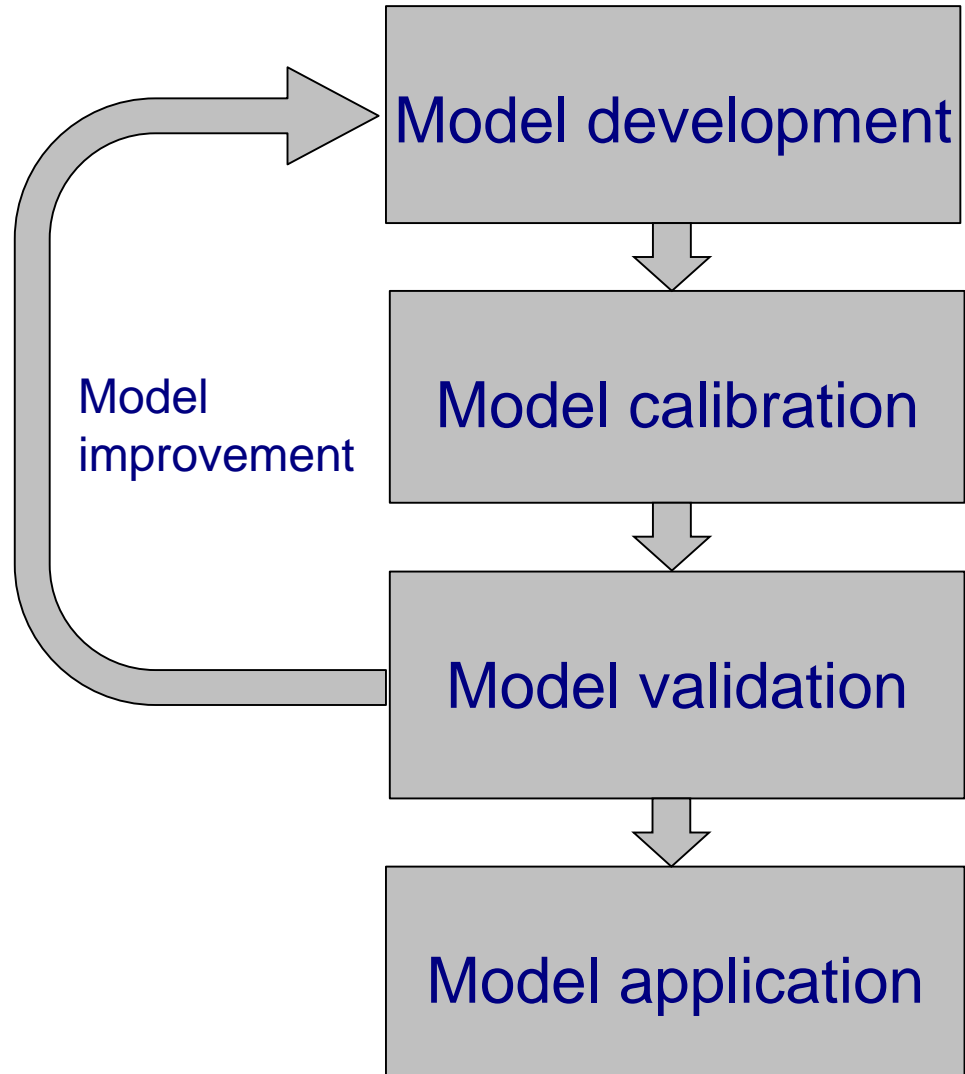 Model development
Model calibration
Model
improvement
Model validation
Model application